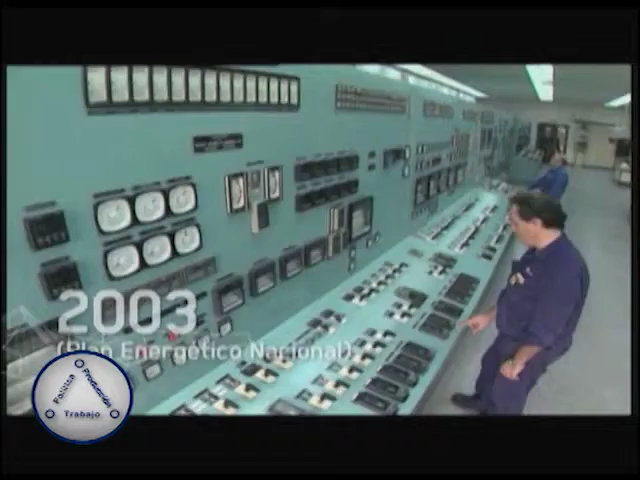 2003
(Plan Energético Nacional)
Política
Producción
Trabajo